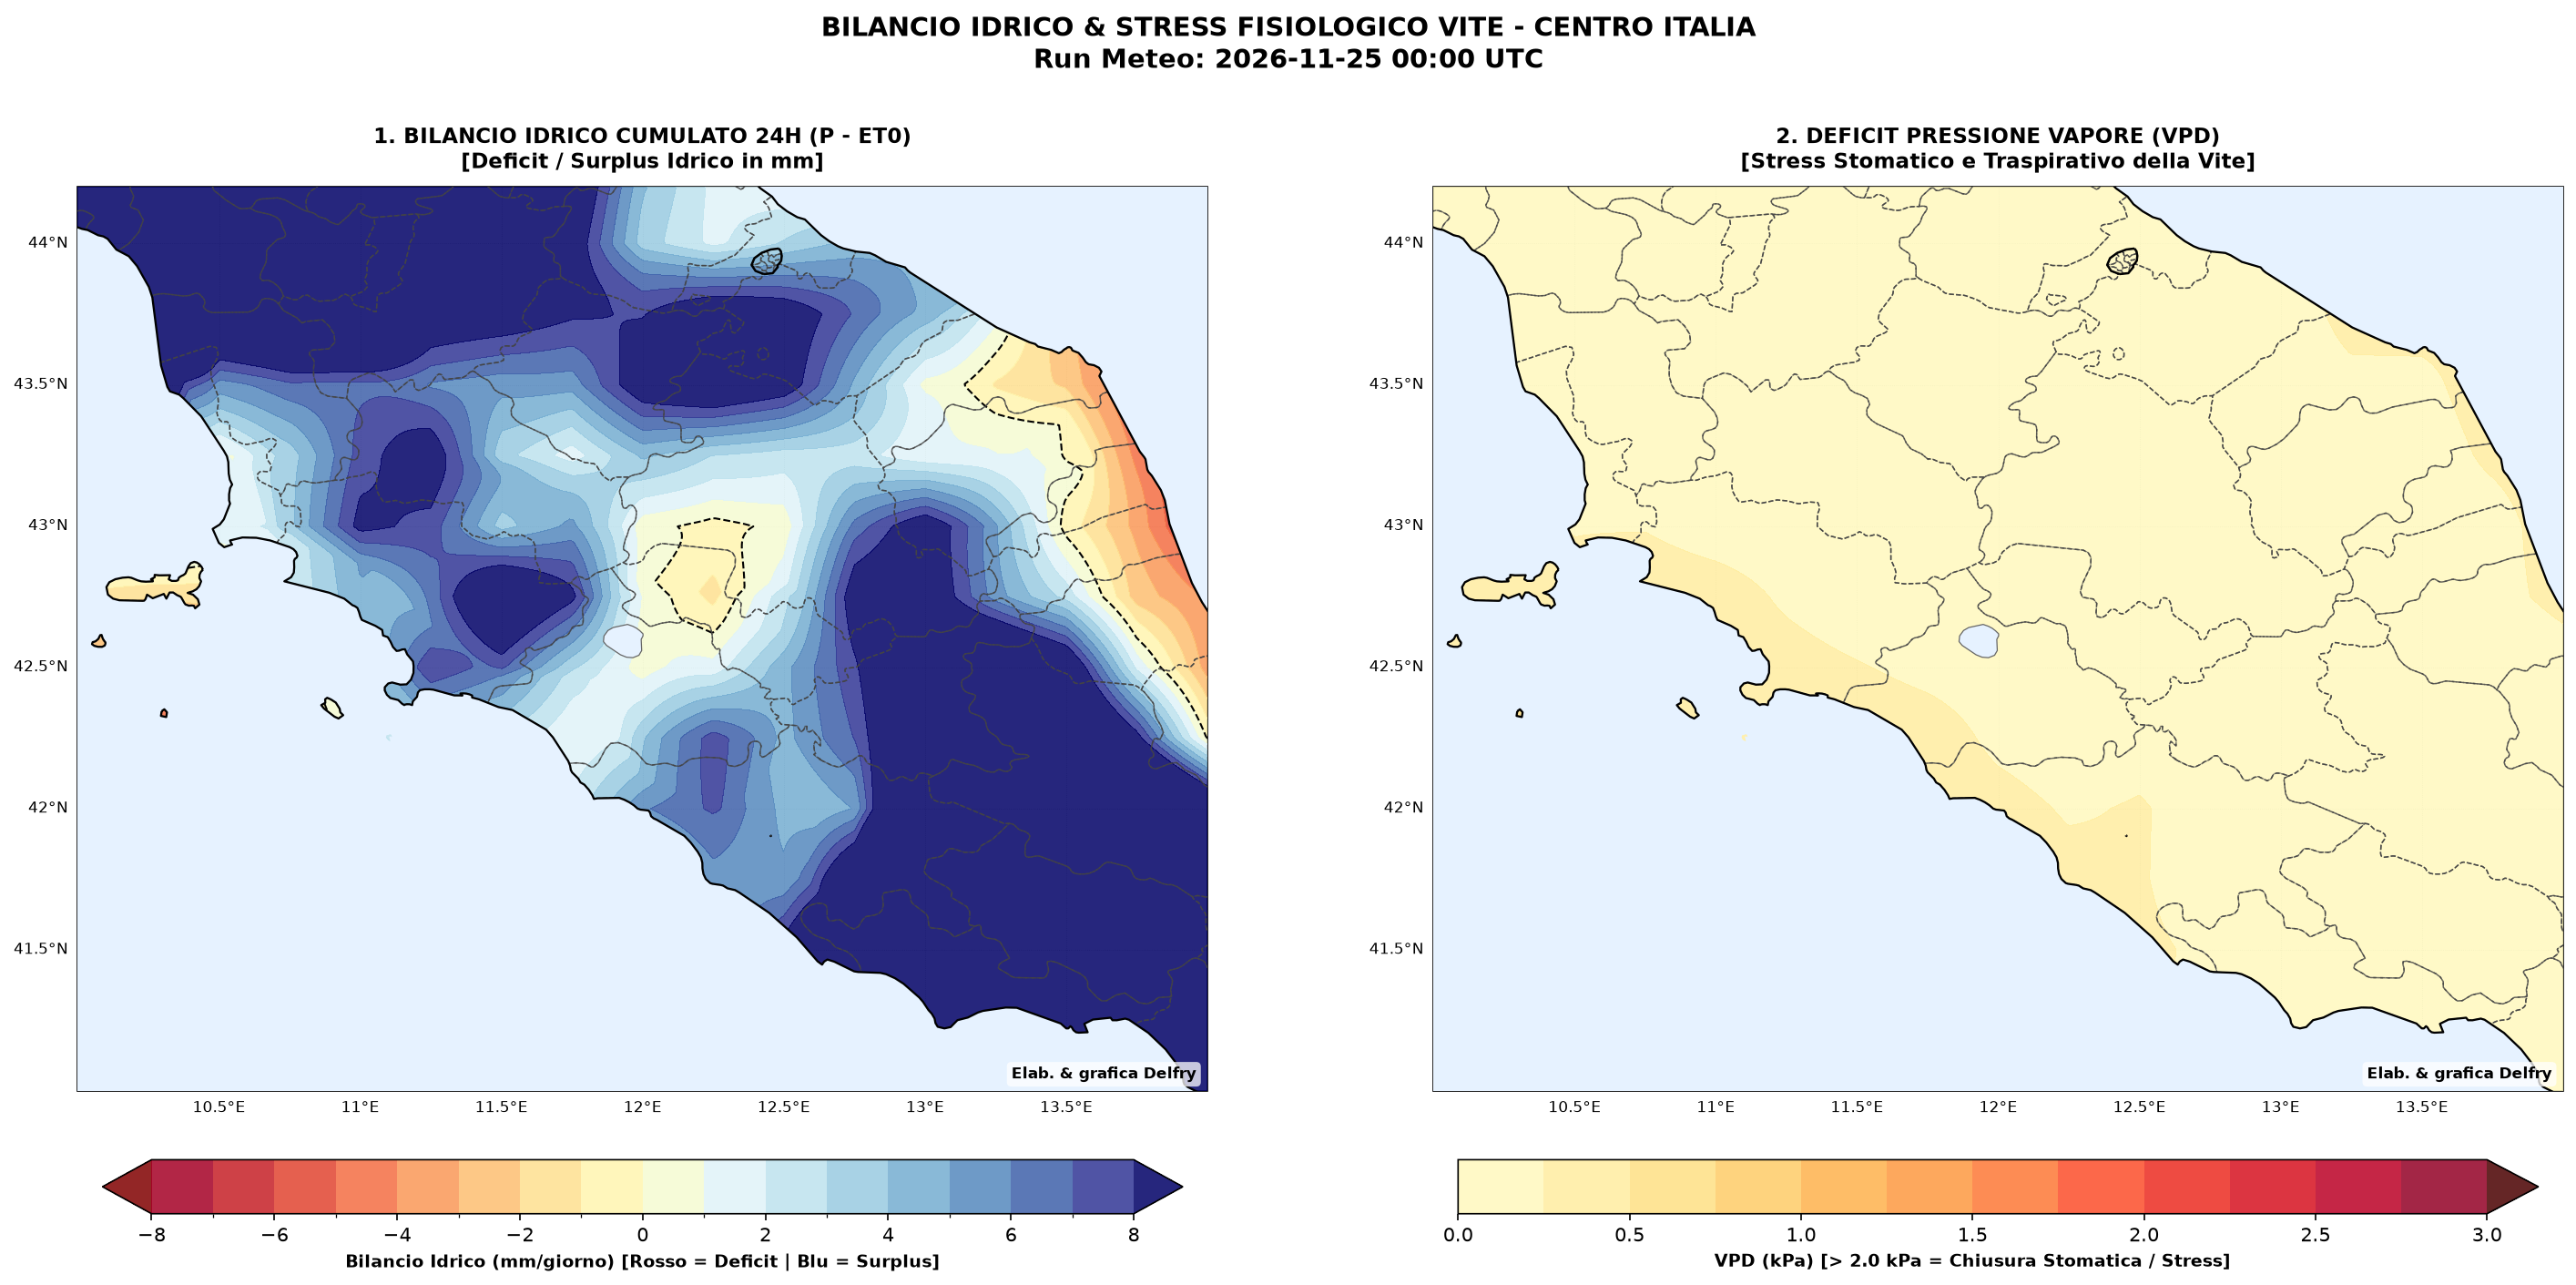 BILANCIO IDRICO & STRESS FISIOLOGICO VITE - CENTRO ITALIA
Run Meteo: 2026-11-25 00:00 UTC
1. BILANCIO IDRICO CUMULATO 24H (P - ET0)
[Deficit / Surplus Idrico in mm]
44°N
43.5°N
43°N
42.5°N
42°N
41.5°N
10.5°E 11°E 11.5°E 12°E 12.5°E 13°E 13.5°E
Elab. & grafica Delfry
−8 −6 −4 −2 0 2 4 6 8
Bilancio Idrico (mm/giorno) [Rosso = Deficit | Blu = Surplus]
2. DEFICIT PRESSIONE VAPORE (VPD)
[Stress Stomatico e Traspirativo della Vite]
44°N
43.5°N
43°N
42.5°N
42°N
41.5°N
10.5°E 11°E 11.5°E 12°E 12.5°E 13°E 13.5°E
Elab. & grafica Delfry
0.0 0.5 1.0 1.5 2.0 2.5 3.0
VPD (kPa) [> 2.0 kPa = Chiusura Stomatica / Stress]